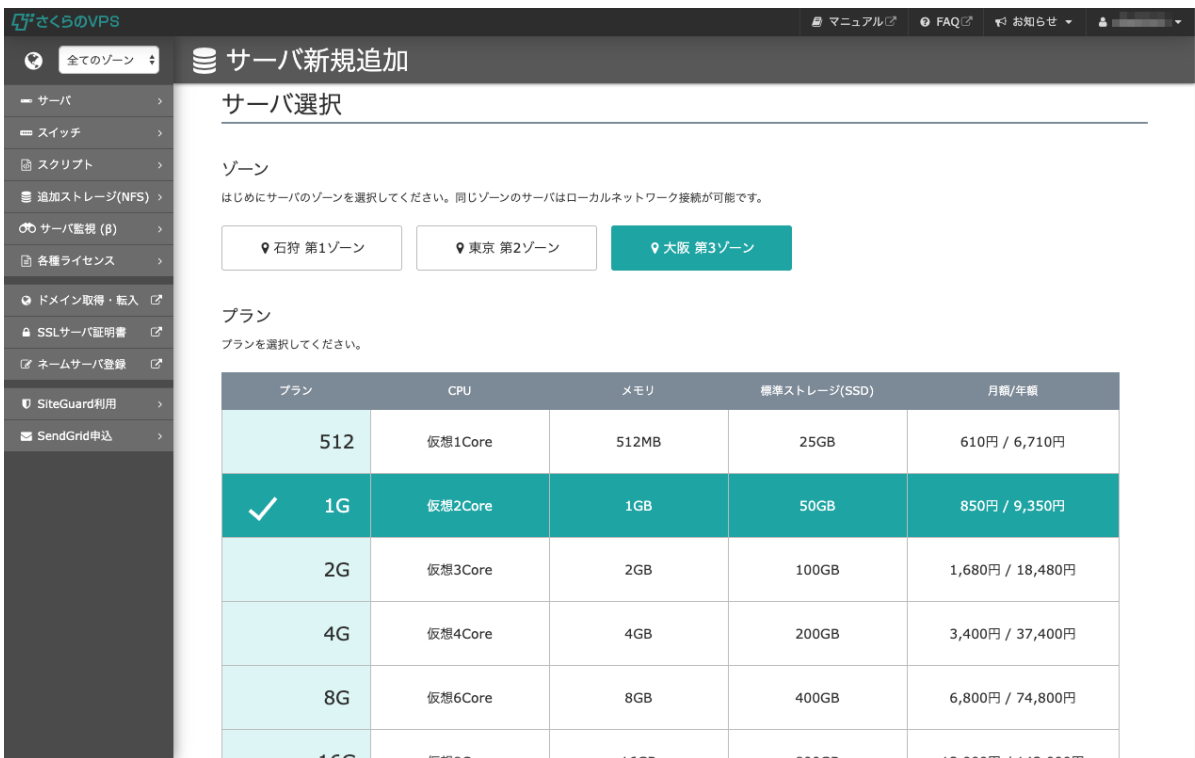 さくらのVPS
マニュアル
FAQ
お知らせ
全てのゾーン
サーバ新規追加
サーバ
スイッチ
スクリプト
追加ストレージ(NFS)
サーバ監視 (β)
各種ライセンス
ドメイン取得・転入
SSLサーバ証明書
ネームサーバ登録
SiteGuard利用
SendGrid申込
サーバ選択
ゾーン
はじめにサーバのゾーンを選択してください。同じゾーンのサーバはローカルネットワーク接続が可能です。
石狩 第1ゾーン
東京 第2ゾーン
大阪 第3ゾーン
プラン
プランを選択してください。
プラン CPU メモリ 標準ストレージ(SSD) 月額/年額
512 仮想1Core 512MB 25GB 610円 / 6,710円
1G 仮想2Core 1GB 50GB 850円 / 9,350円
2G 仮想3Core 2GB 100GB 1,680円 / 18,480円
4G 仮想4Core 4GB 200GB 3,400円 / 37,400円
8G 仮想6Core 8GB 400GB 6,800円 / 74,800円